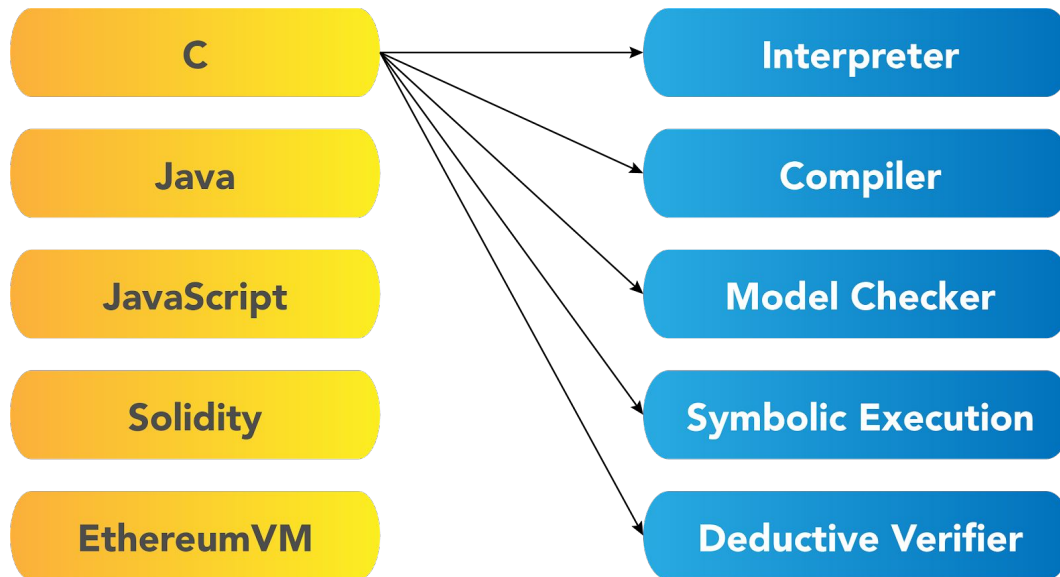 C
Java
JavaScript
Solidity
EthereumVM
Interpreter
Compiler
Model Checker
Symbolic Execution
Deductive Verifier